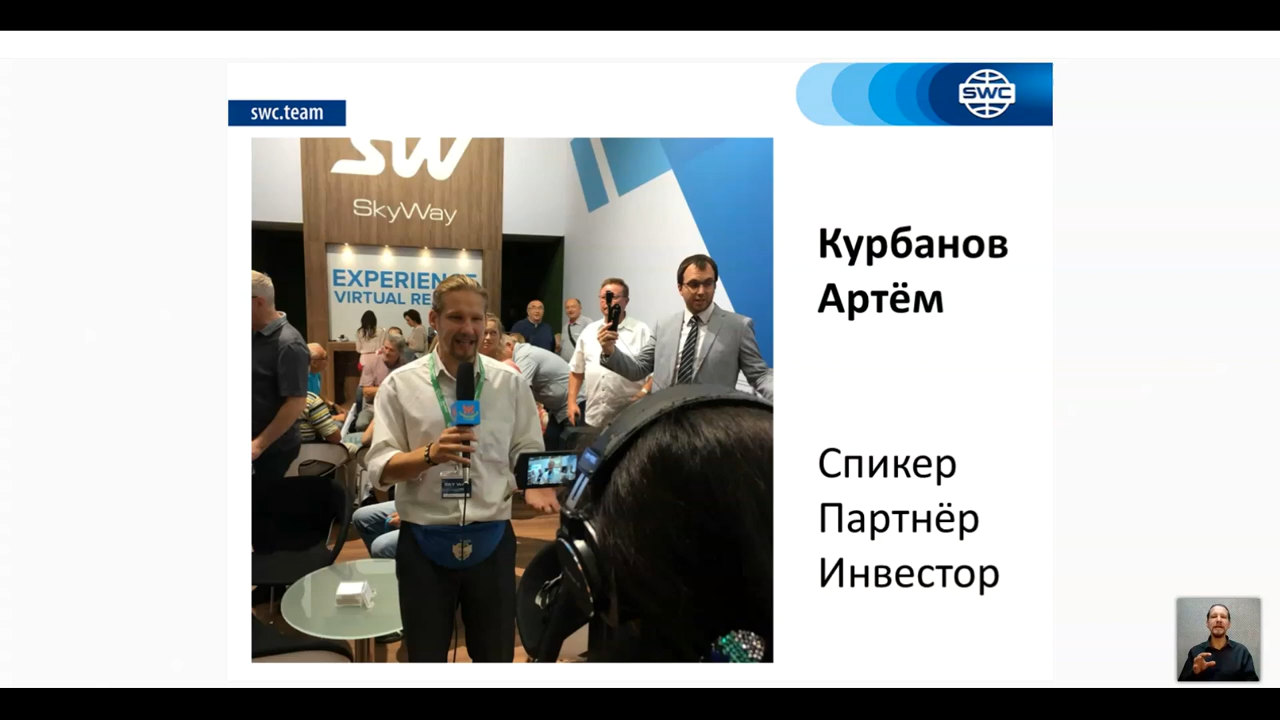 swc.team
SWC
SW
SkyWay
EXPERIENCE
VIRTUAL RE
Курбанов
Артём
Спикер
Партнёр
Инвестор